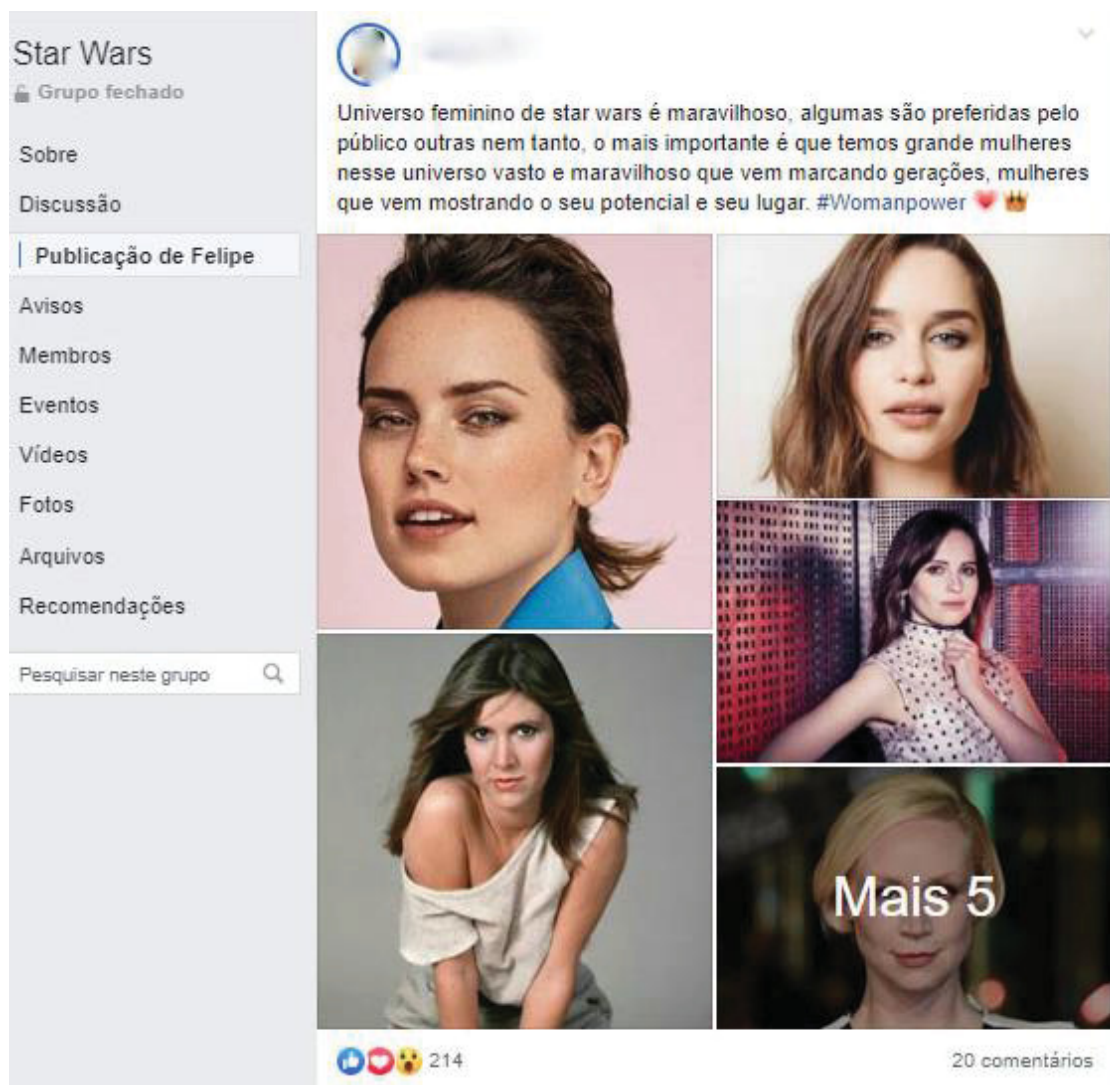 Star Wars
Grupo fechado
Sobre
Discussão
Publicação de Felipe
Avisos
Membros
Eventos
Vídeos
Fotos
Arquivos
Recomendações
Pesquisar neste grupo
Universo feminino de star wars é maravilhoso, algumas são preferidas pelo
público outras nem tanto, o mais importante é que temos grande mulheres
nesse universo vasto e maravilhoso que vem marcando gerações, mulheres
que vem mostrando o seu potencial e seu lugar. #Womanpower
Mais 5
214
20 comentários